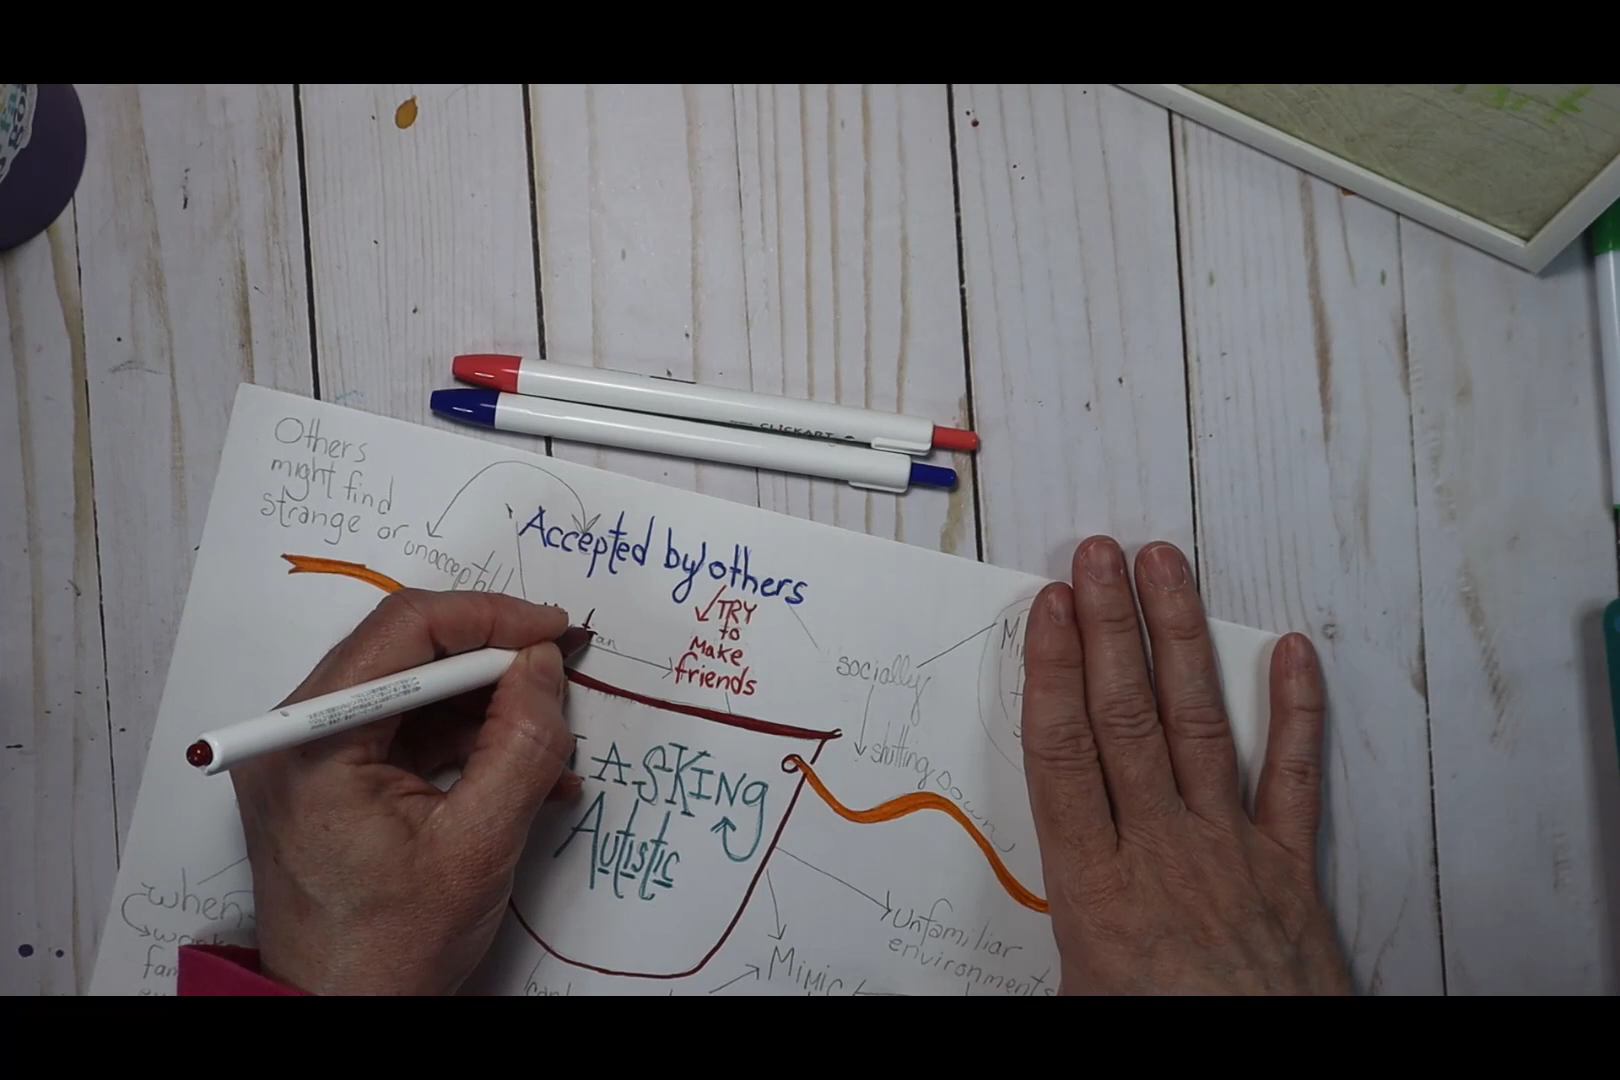 Others
might find
strange or
unacceptable
Accepted by others
TRY
to
Make
friends
socially
shutting
Down
MASKING
Autistic
when
unfamiliar
environments
Mimic
CLICKART